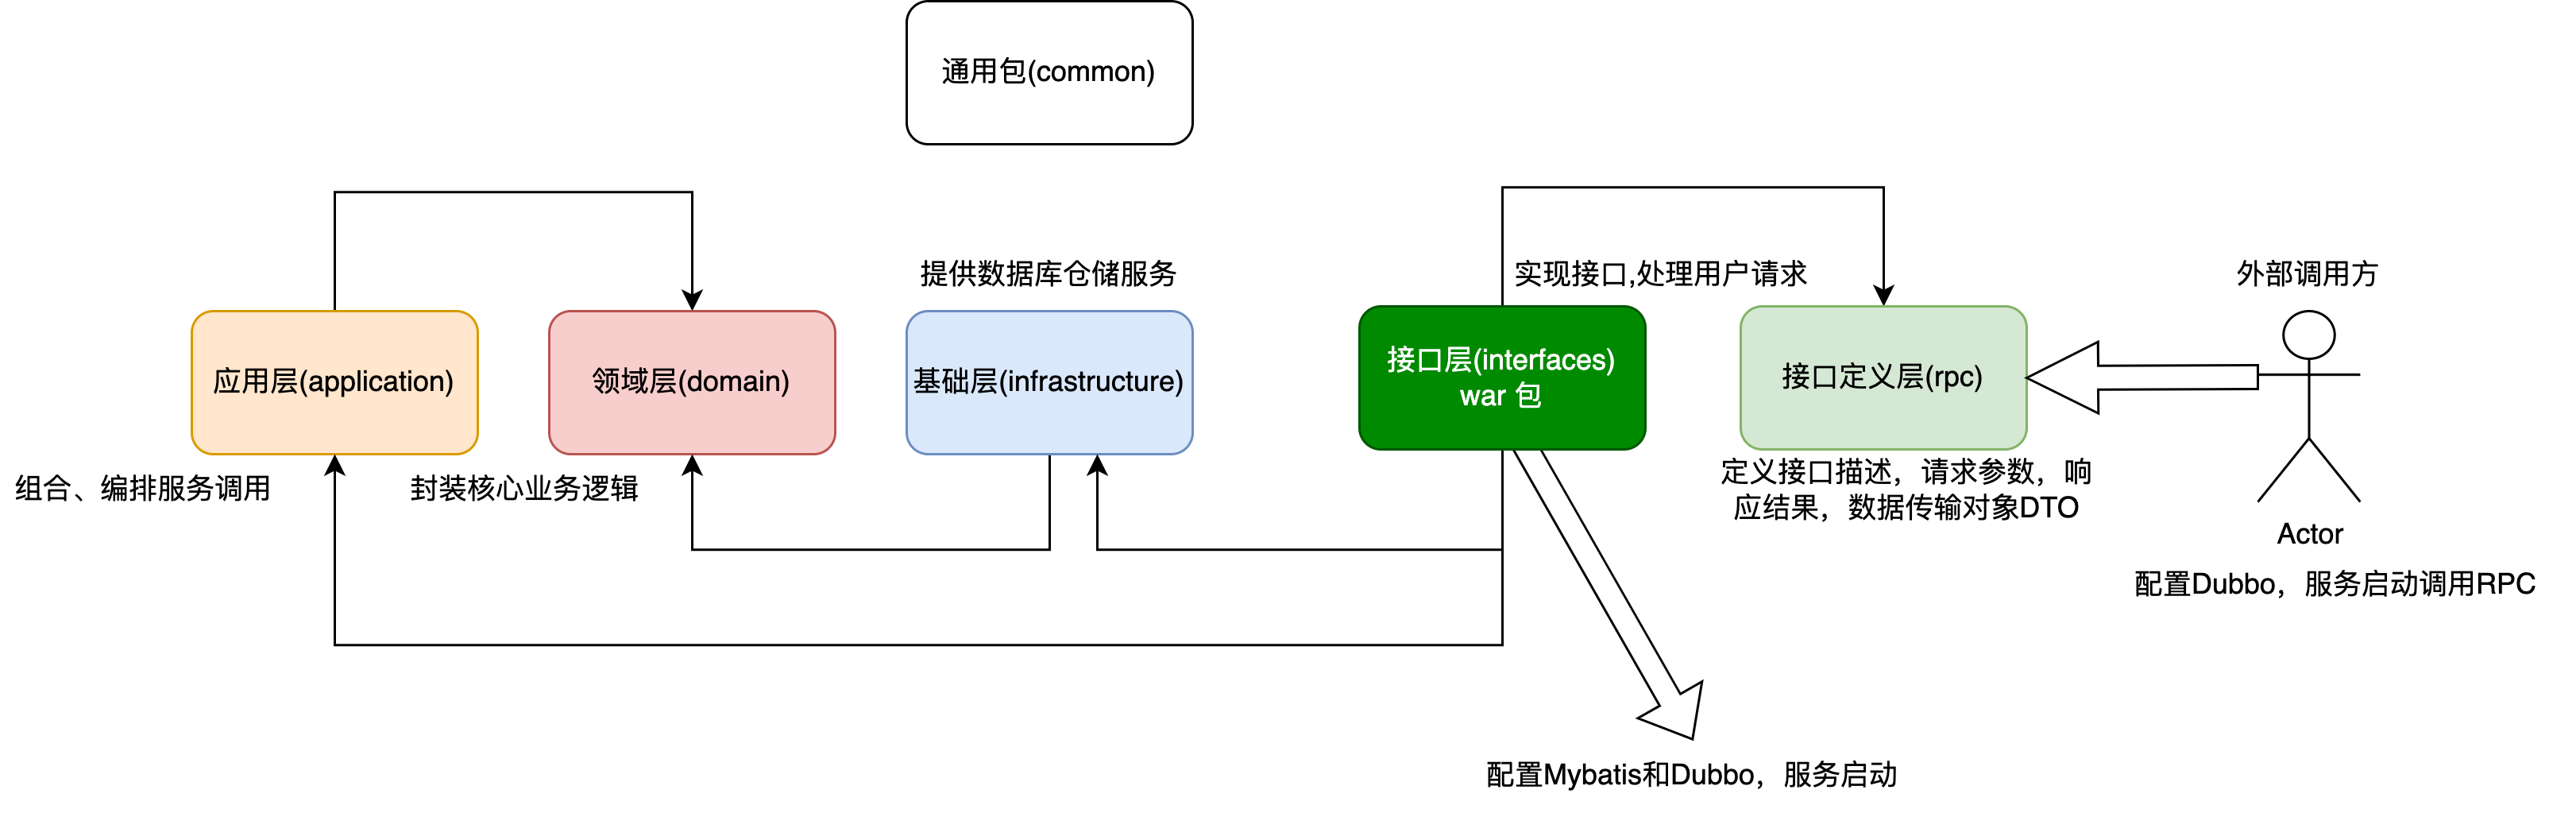 通用包(common)
提供数据库仓储服务
实现接口,处理用户请求
外部调用方
应用层(application)
领域层(domain)
基础层(infrastructure)
接口层(interfaces)
war 包
接口定义层(rpc)
组合、编排服务调用
封装核心业务逻辑
定义接口描述，请求参数，响
应结果，数据传输对象DTO
Actor
配置Dubbo，服务启动调用RPC
配置Mybatis和Dubbo，服务启动